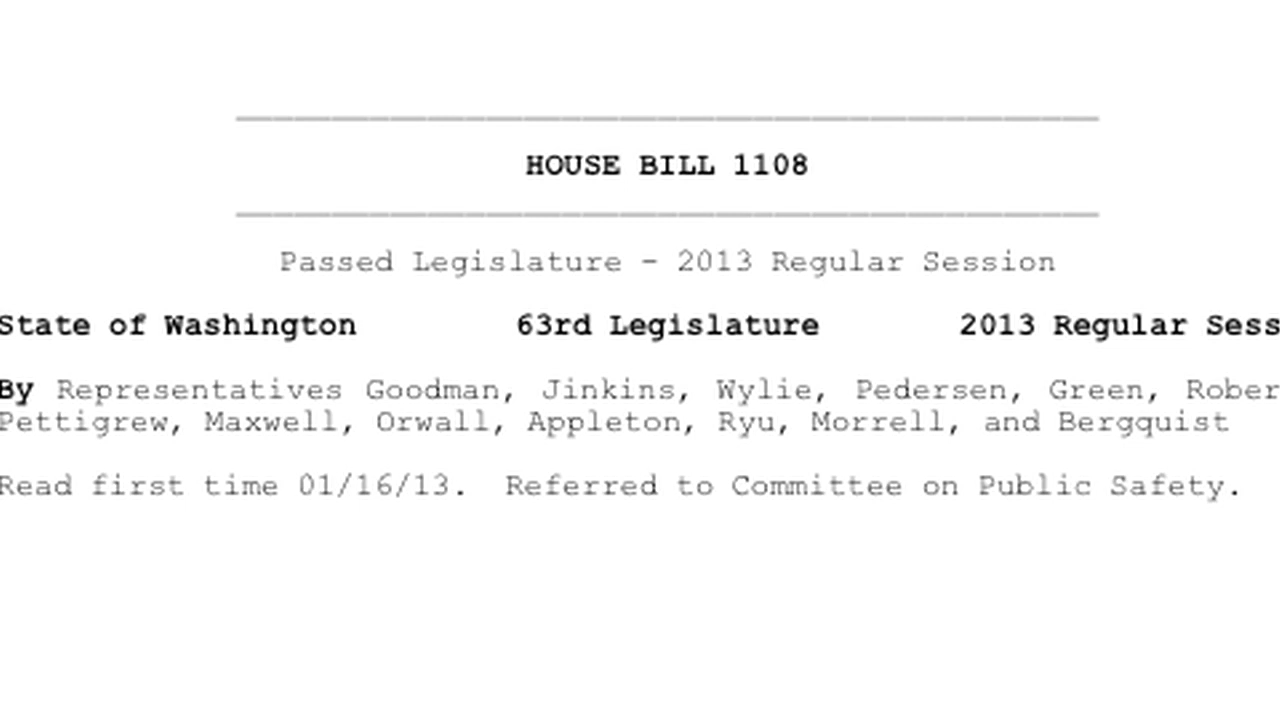 HOUSE BILL 1108
Passed Legislature - 2013 Regular Session
State of Washington 63rd Legislature 2013 Regular Sess
By Representatives Goodman, Jinkins, Wylie, Pedersen, Green, Rober
Pettigrew, Maxwell, Orwall, Appleton, Ryu, Morrell, and Bergquist
Read first time 01/16/13. Referred to Committee on Public Safety.